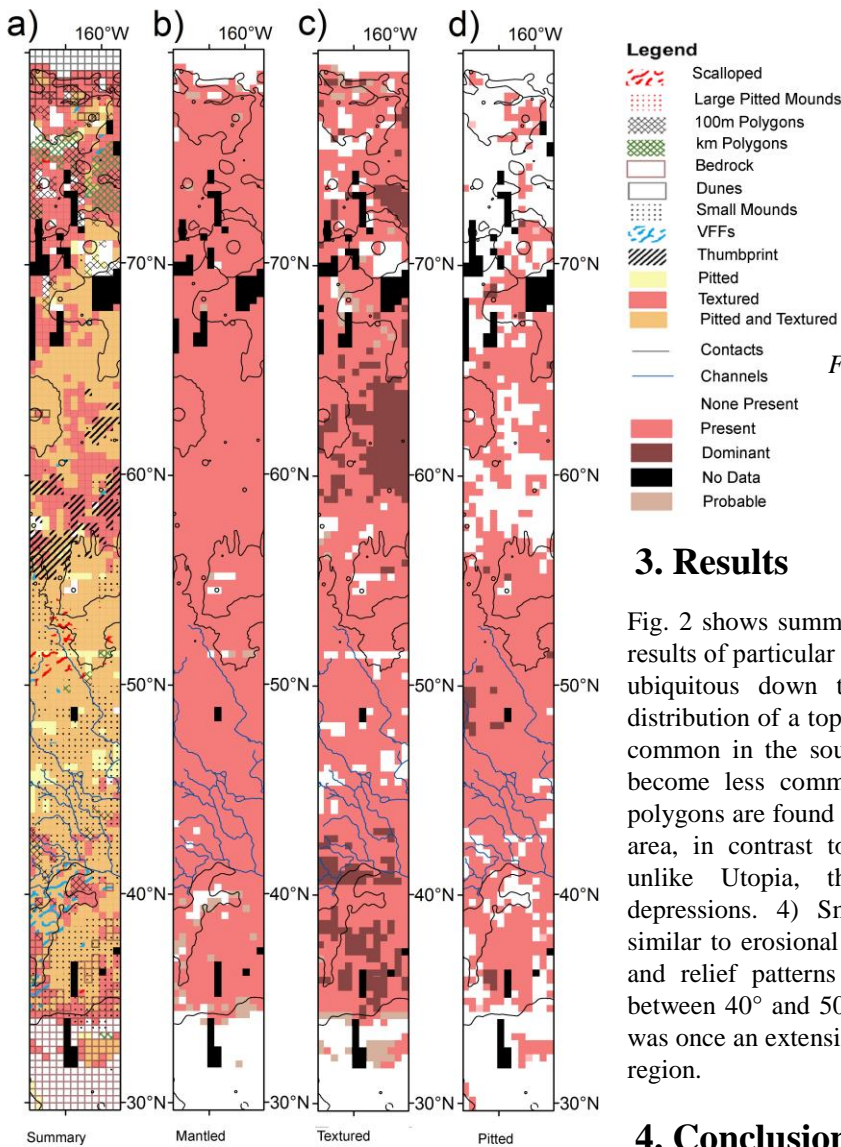 a)
b)
c)
d)
160°W
160°W
160°W
160°W
70°N
70°N
70°N
70°N
60°N
60°N
60°N
60°N
50°N
50°N
50°N
50°N
40°N
40°N
40°N
40°N
30°N
30°N
30°N
30°N
Summary
Mantled
Textured
Pitted
Legend
Scalloped
Large Pitted Mounds
100m Polygons
km Polygons
Bedrock
Dunes
Small Mounds
VFFs
Thumbprint
Pitted
Textured
Pitted and Textured
Contacts
Channels
None Present
Present
Dominant
No Data
Probable
F
3. Results
Fig. 2 shows summ
results of particular
ubiquitous down t
distribution of a top
common in the sou
become less comm
polygons are found
area, in contrast to
unlike Utopia, th
depressions. 4) Sm
similar to erosional
and relief patterns
between 40° and 50
was once an extensi
region.
4. Conclusion